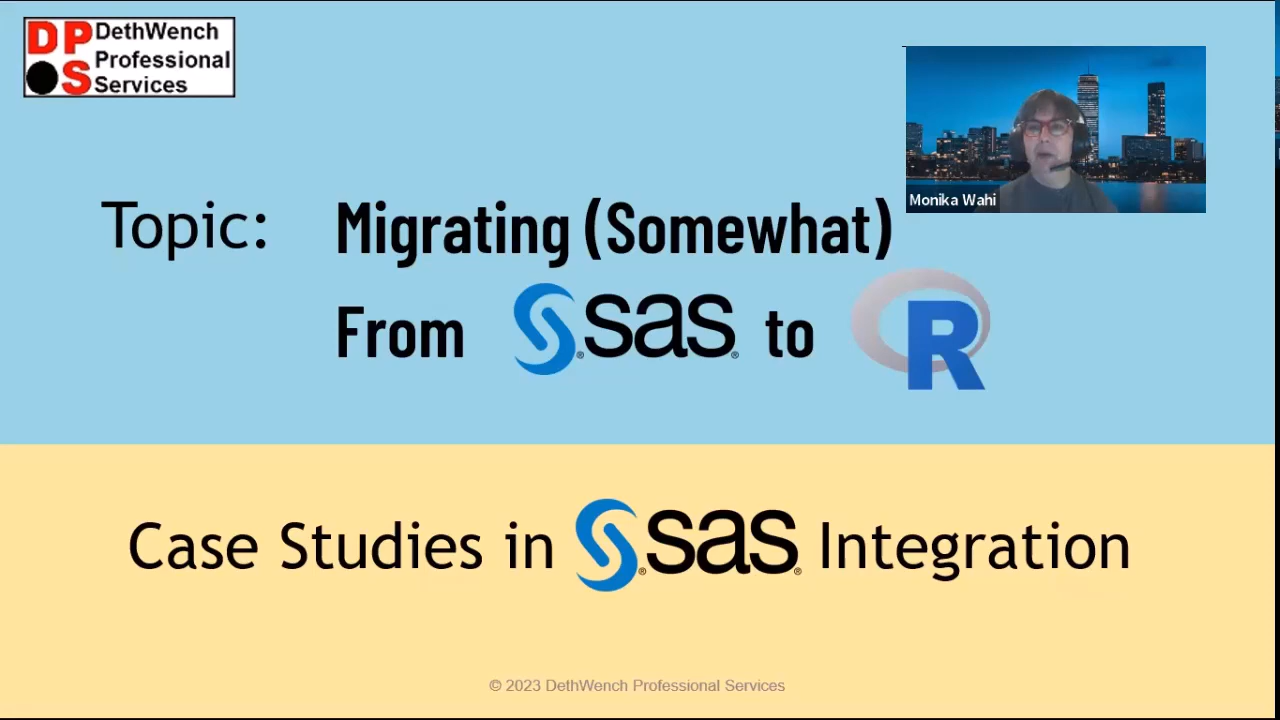 DPS DethWench
Professional
Services
Monika Wahi
Topic: Migrating (Somewhat)
From sas to R
Case Studies in sas Integration
© 2023 DethWench Professional Services